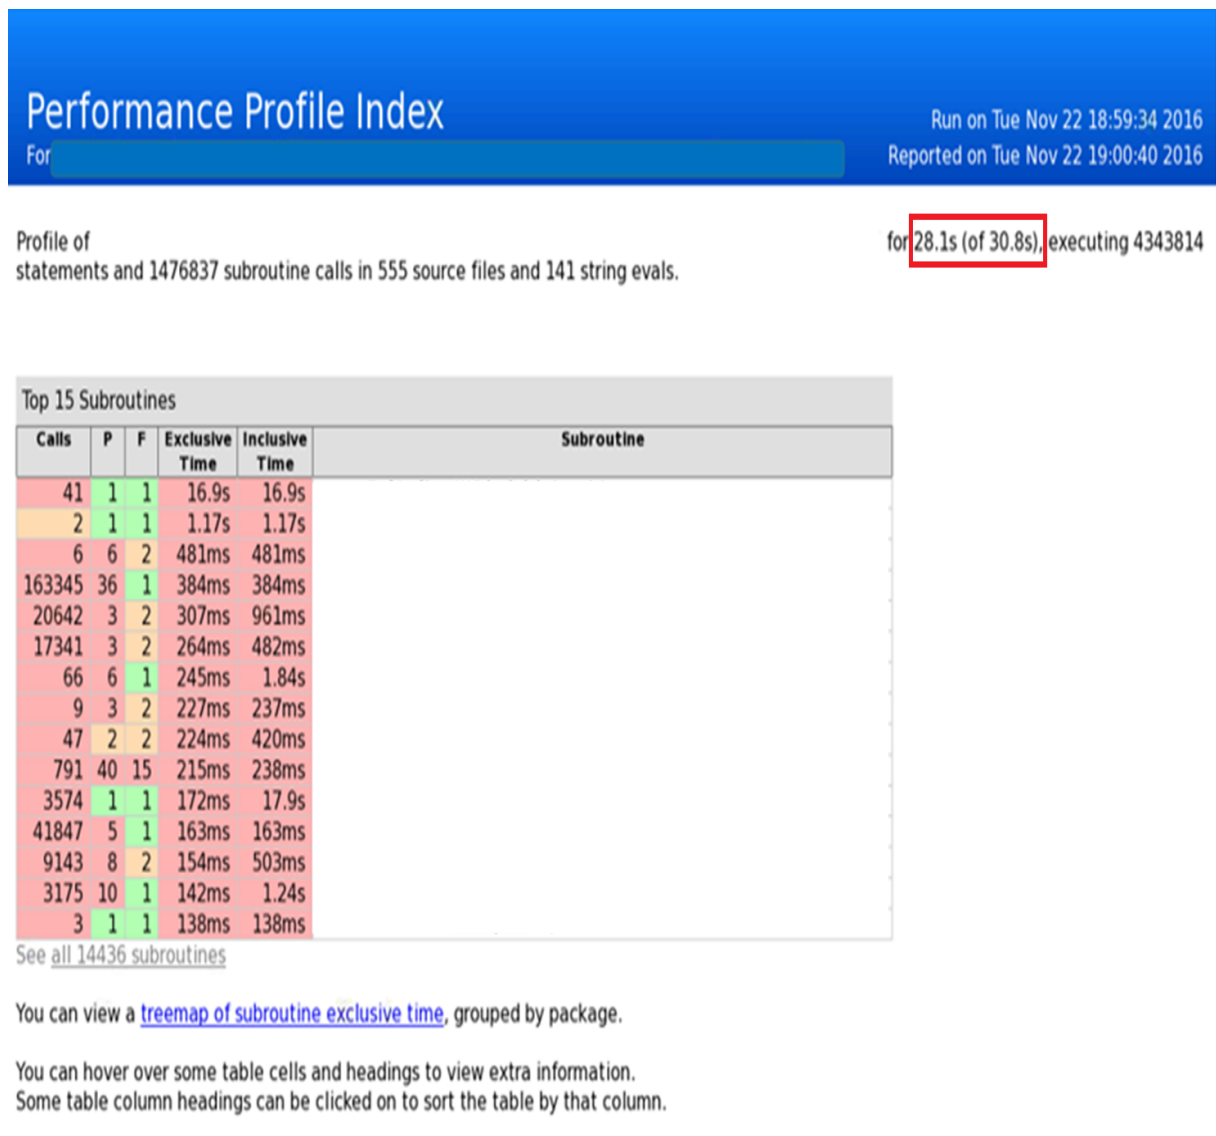 Performance Profile Index
Run on Tue Nov 22 18:59:34 2016
For
Reported on Tue Nov 22 19:00:40 2016
Profile of for 28.1s (of 30.8s), executing 4343814
statements and 1476837 subroutine calls in 555 source files and 141 string evals.
Top 15 Subroutines
Calls P F Exclusive Time Inclusive Time Subroutine
41 1 1 16.9s 16.9s
2 1 1 1.17s 1.17s
6 6 2 481ms 481ms
163345 36 1 384ms 384ms
20642 3 2 307ms 961ms
17341 3 2 264ms 482ms
66 6 1 245ms 1.84s
9 3 2 227ms 237ms
47 2 2 224ms 420ms
791 40 15 215ms 238ms
3574 1 1 172ms 17.9s
41847 5 1 163ms 163ms
9143 8 2 154ms 503ms
3175 10 1 142ms 1.24s
3 1 1 138ms 138ms
See all 14436 subroutines
You can view a treemap of subroutine exclusive time, grouped by package.
You can hover over some table cells and headings to view extra information.
Some table column headings can be clicked on to sort the table by that column.